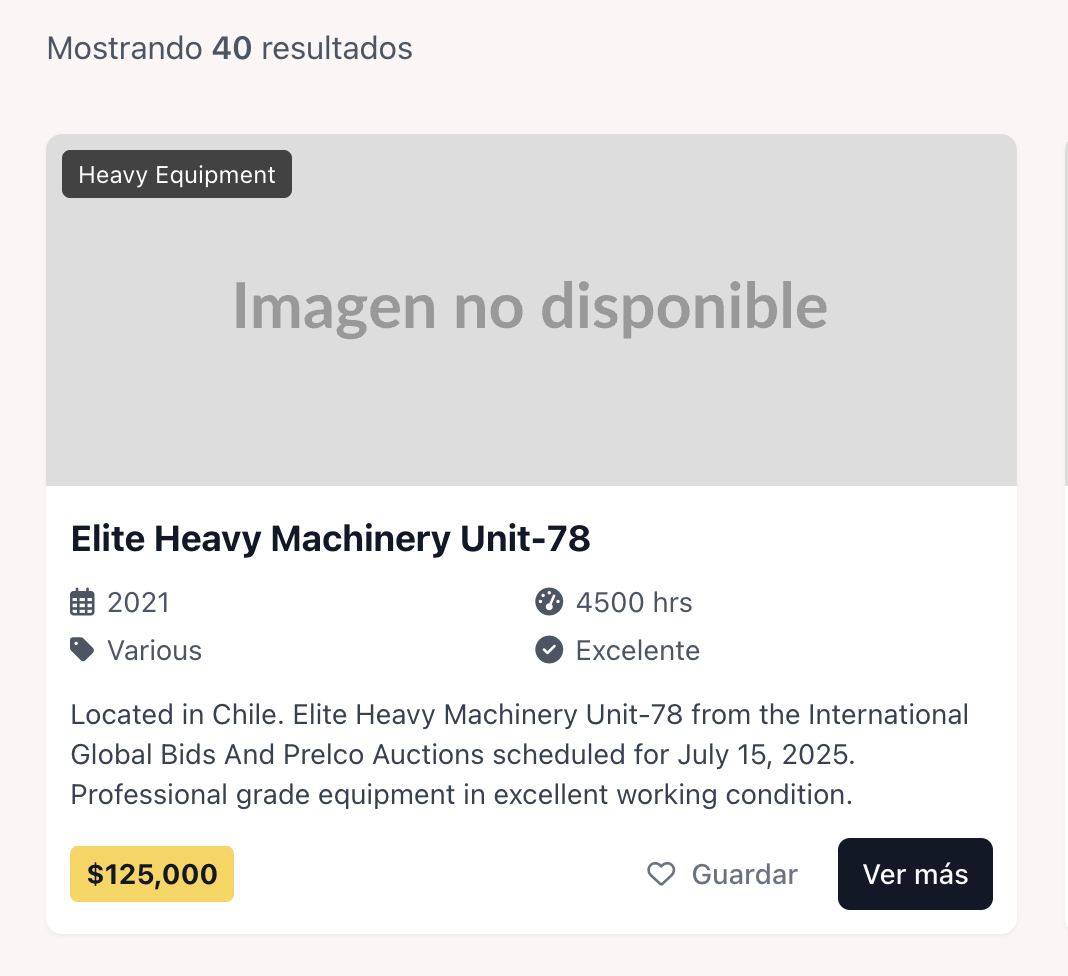 Mostrando 40 resultados
Heavy Equipment
Imagen no disponible
Elite Heavy Machinery Unit-78
2021
4500 hrs
Various
Excelente
Located in Chile. Elite Heavy Machinery Unit-78 from the International
Global Bids And Prelco Auctions scheduled for July 15, 2025.
Professional grade equipment in excellent working condition.
$125,000
Guardar
Ver más